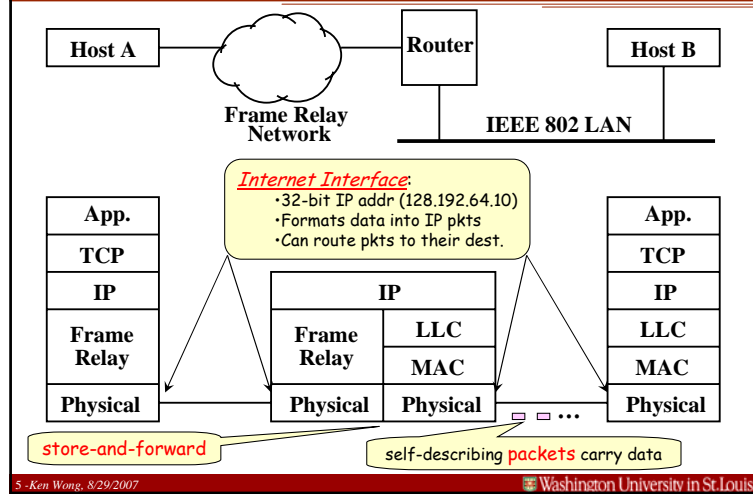 Host A
Router
Host B
Frame Relay
Network
IEEE 802 LAN
Internet Interface:
•32-bit IP addr (128.192.64.10)
•Formats data into IP pkts
•Can route pkts to their dest.
App.
TCP
IP
Frame
Relay
Physical
IP
Frame
Relay
LLC
MAC
Physical
Physical
...
App.
TCP
IP
LLC
MAC
Physical
store-and-forward
self-describing packets carry data
5 -Ken Wong, 8/29/2007
Washington University in St.Louis